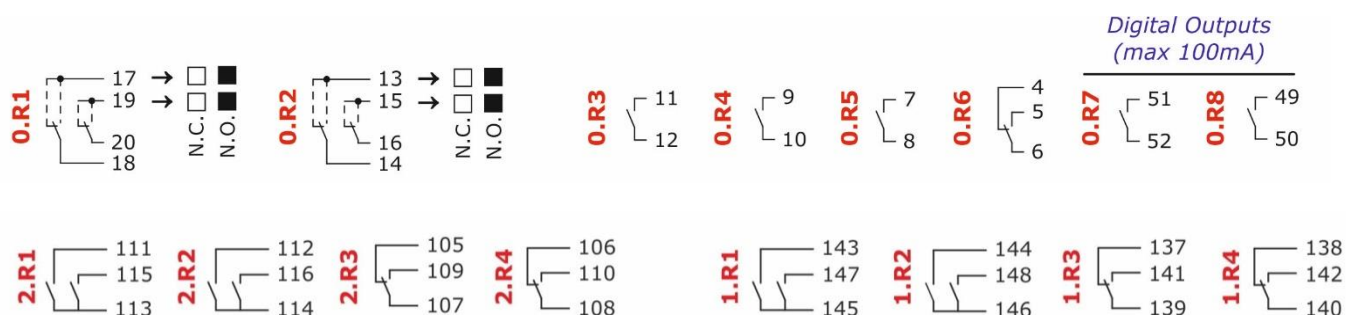 Digital Outputs
(max 100mA)
0.R1
17
19
20
18
N.C.
N.O.
0.R2
13
15
16
14
N.C.
N.O.
0.R3
11
12
0.R4
9
10
0.R5
7
8
0.R6
4
5
6
0.R7
51
52
0.R8
49
50
2.R1
111
115
113
2.R2
112
116
114
2.R3
105
109
107
2.R4
106
110
108
1.R1
143
147
145
1.R2
144
148
146
1.R3
137
141
139
1.R4
138
142
140